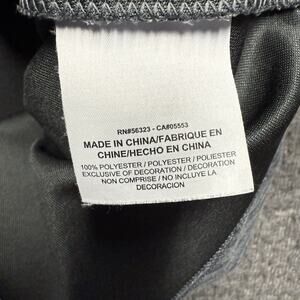 RN#56323 - CA#05553
MADE IN CHINA/FABRIQUE EN
CHINE/HECHO EN CHINA
100% POLYESTER / POLYESTER / POLIESTER
EXCLUSIVE OF DECORATION / DECORATION
NON COMPRISE / NO INCLUYE LA
DECORACION